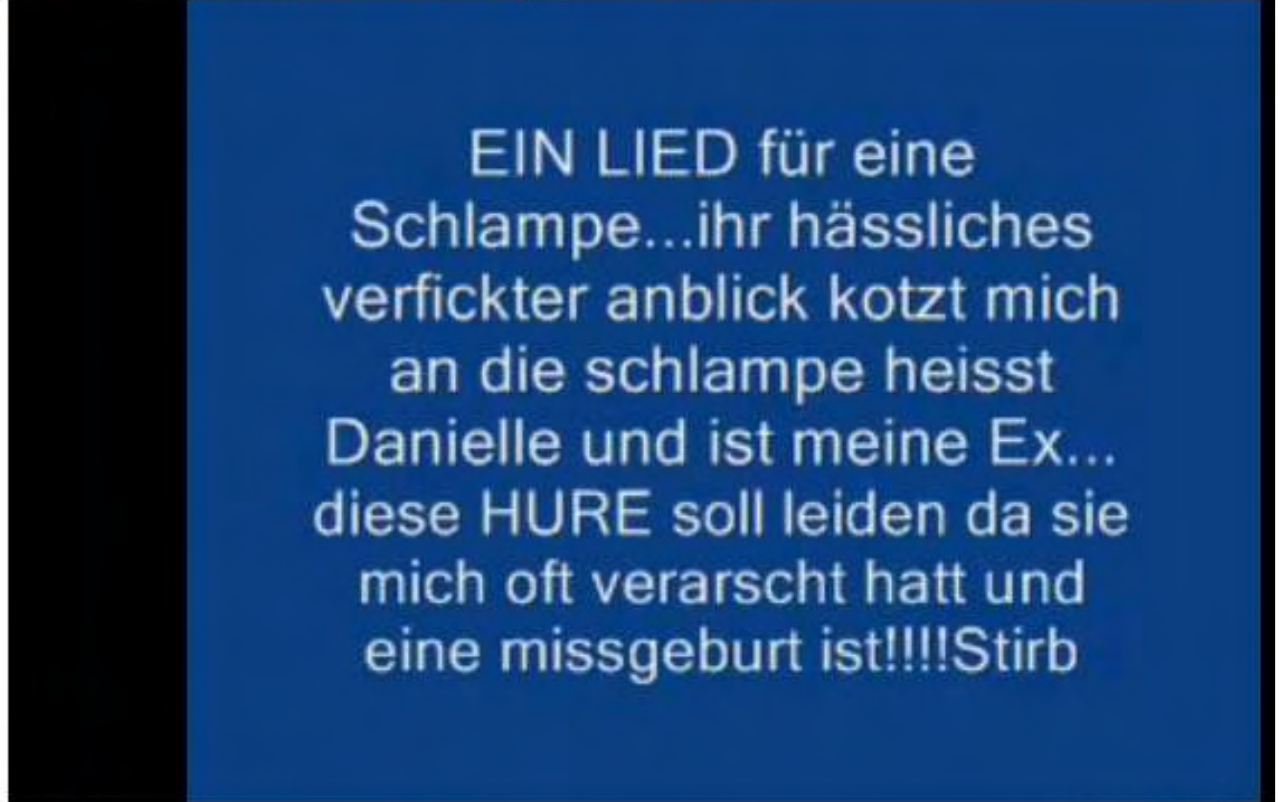 EIN LIED für eine
Schlampe...ihr hässliches
verfickter anblick kotzt mich
an die schlampe heisst
Danielle und ist meine Ex...
diese HURE soll leiden da sie
mich oft verarscht hatt und
eine missgeburt ist!!!!Stirb